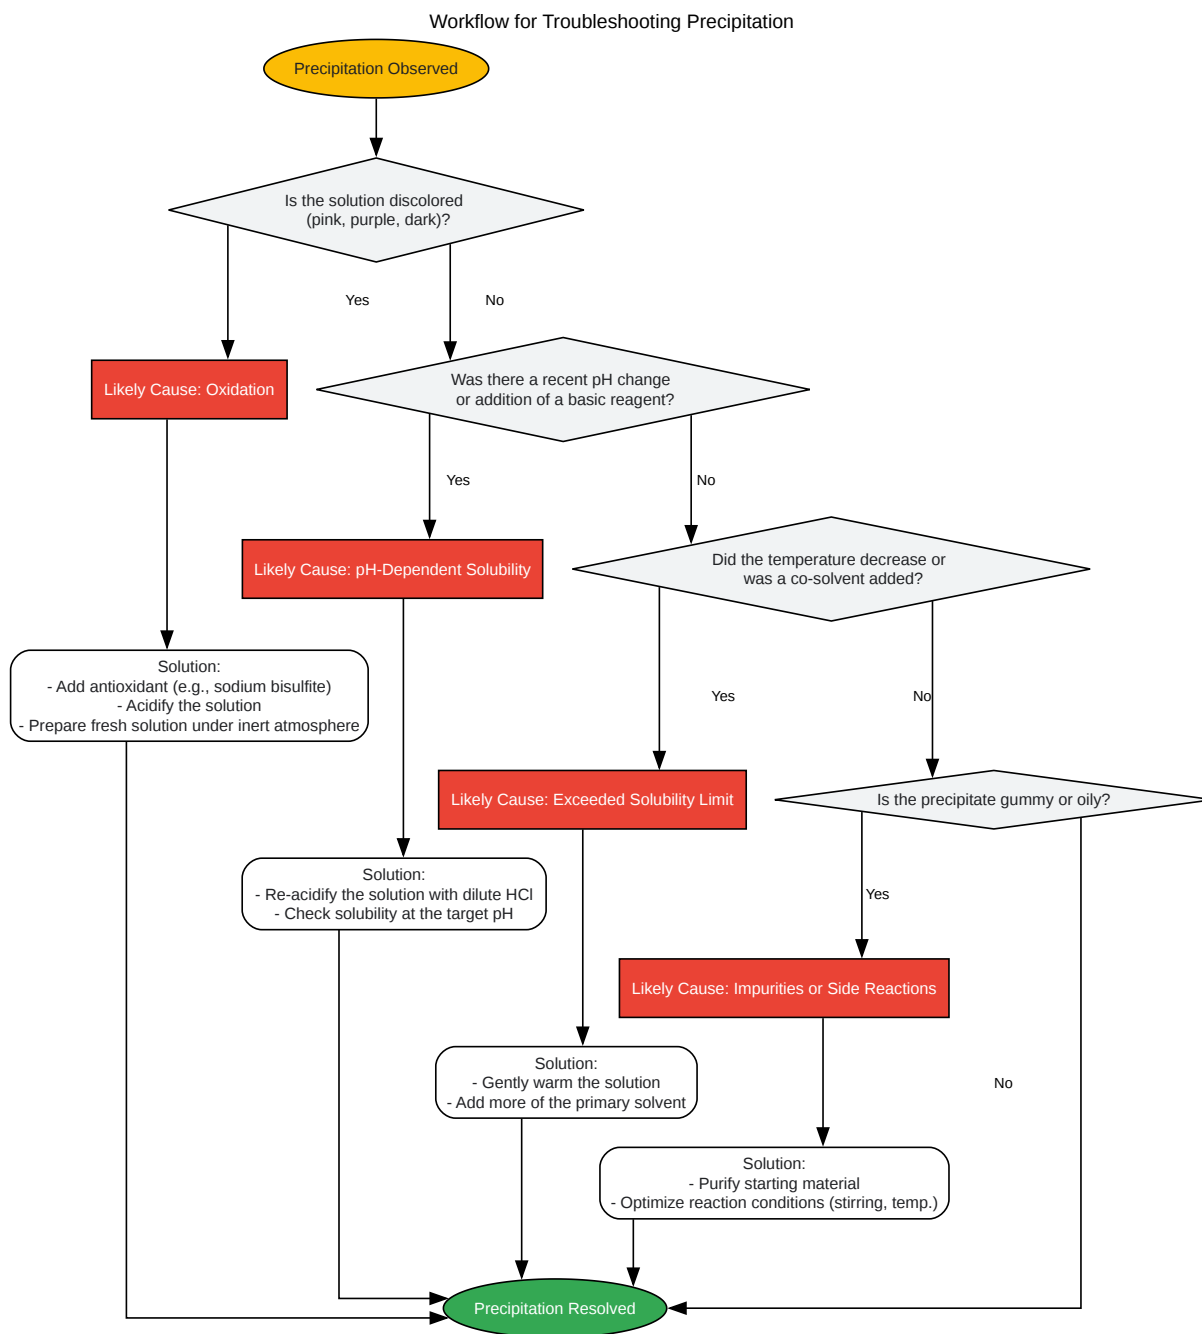 Workflow for Troubleshooting Precipitation
Precipitation Observed
Is the solution discolored
(pink, purple, dark)?
Yes
No
Likely Cause: Oxidation
Was there a recent pH change
or addition of a basic reagent?
Yes
No
Likely Cause: pH-Dependent Solubility
Did the temperature decrease or
was a co-solvent added?
Solution:
- Add antioxidant (e.g., sodium bisulfite)
- Acidify the solution
- Prepare fresh solution under inert atmosphere
Yes
No
Likely Cause: Exceeded Solubility Limit
Is the precipitate gummy or oily?
Solution:
- Re-acidify the solution with dilute HCl
- Check solubility at the target pH
Yes
Likely Cause: Impurities or Side Reactions
Solution:
- Gently warm the solution
- Add more of the primary solvent
No
Solution:
- Purify starting material
- Optimize reaction conditions (stirring, temp.)
Precipitation Resolved